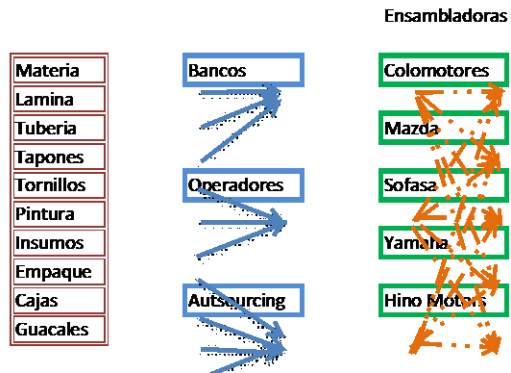 Ensambladoras
Materia
Lamina
Tuberia
Tapones
Tornillos
Pintura
Insumos
Empaque
Cajas
Guacales
Bancos
Operadores
Autsourcing
Colomotores
Mazda
Sofasa
Yamaha
Hino Motors